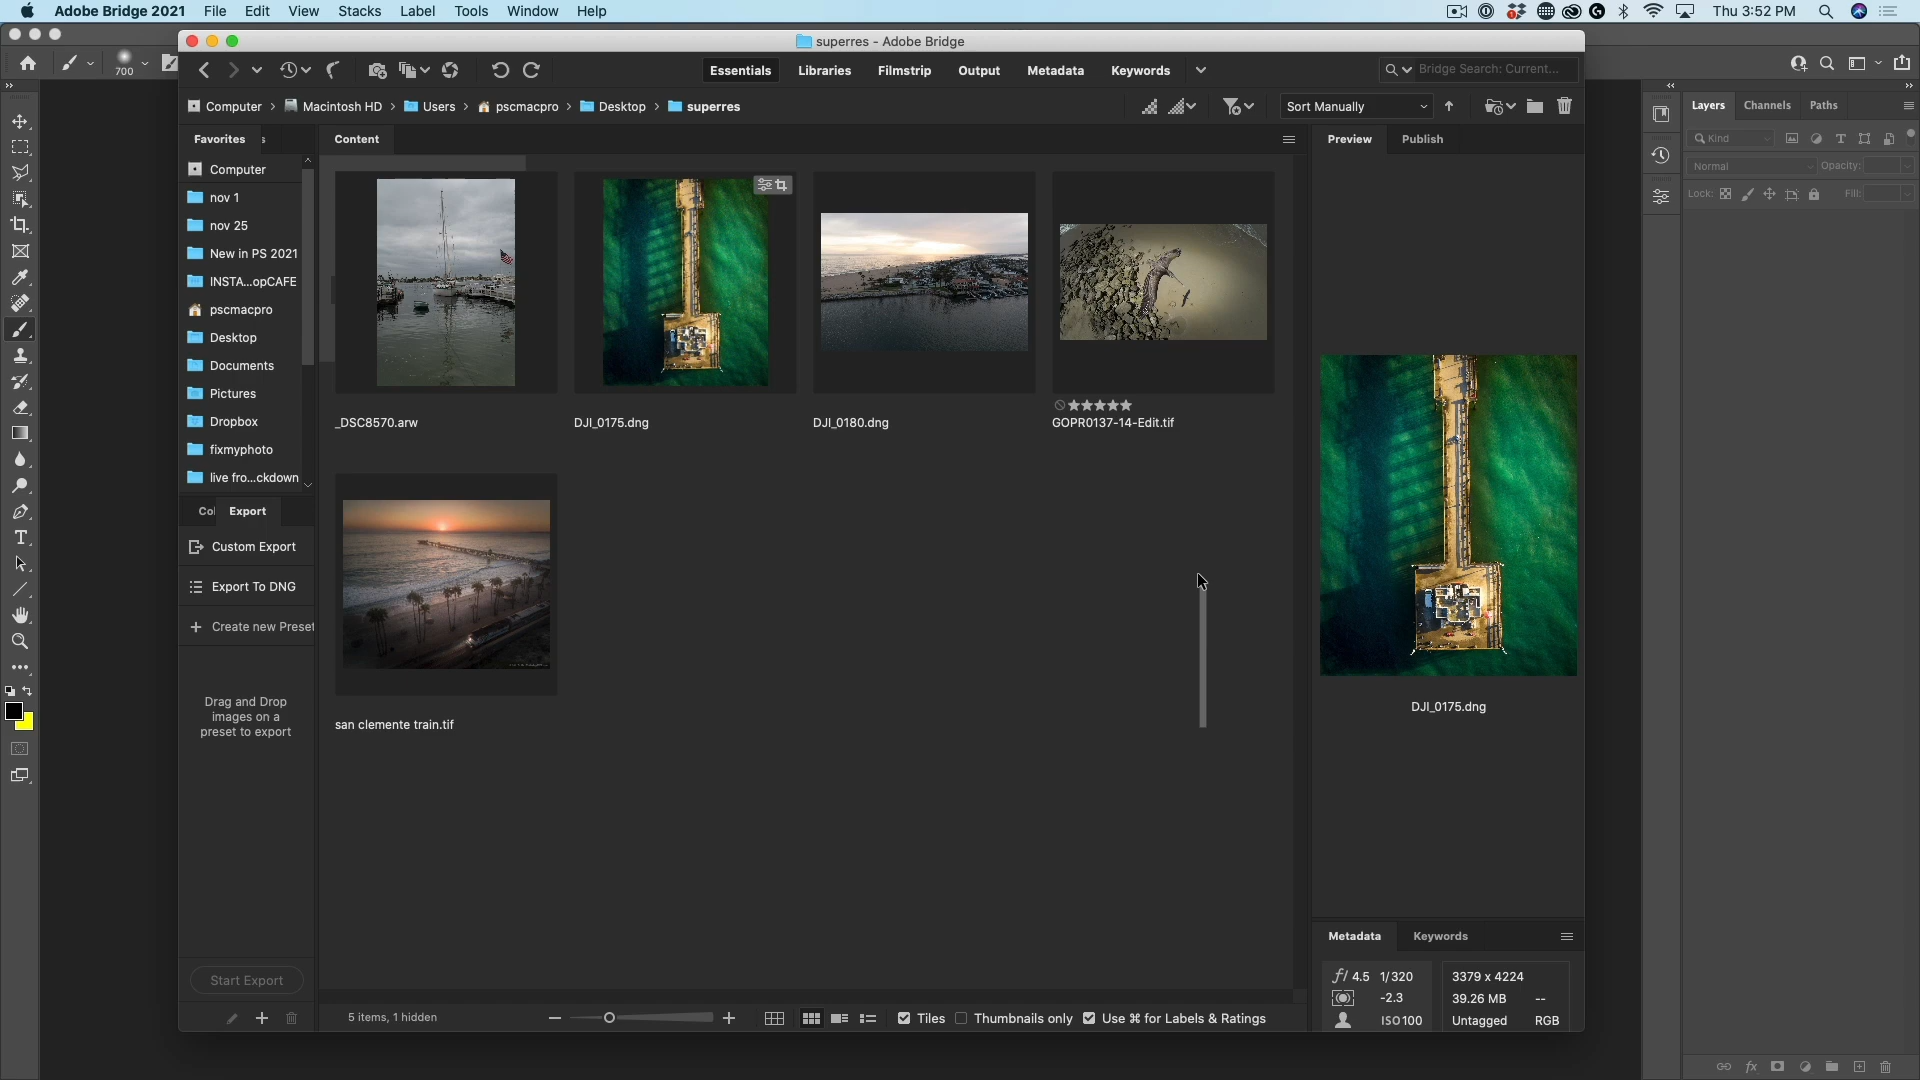 Adobe Bridge 2021 File Edit View Stacks Label Tools Window Help
Thu 3:52 PM
superres - Adobe Bridge
700
Essentials Libraries Filmstrip Output Metadata Keywords
Bridge Search: Current...
Computer Macintosh HD Users pscmacpro Desktop superres
Sort Manually
Favorites
Content
Preview Publish
Computer
nov 1
nov 25
New in PS 2021
INSTA...opCAFE
pscmacpro
Desktop
Documents
Pictures
Dropbox
fixmyphoto
live fro...ckdown
_DSC8570.arw
DJI_0175.dng
DJI_0180.dng
GOPR0137-14-Edit.tif
san clemente train.tif
DJI_0175.dng
Col Export
Custom Export
Export To DNG
Create new Preset
Drag and Drop
images on a
preset to export
Start Export
5 items, 1 hidden
Tiles Thumbnails only Use ⌘ for Labels & Ratings
Metadata Keywords
f/ 4.5 1/320
-2.3
ISO100
3379 x 4224
39.26 MB --
Untagged RGB
Layers Channels Paths
Kind
Normal Opacity:
Lock: Fill:
fx